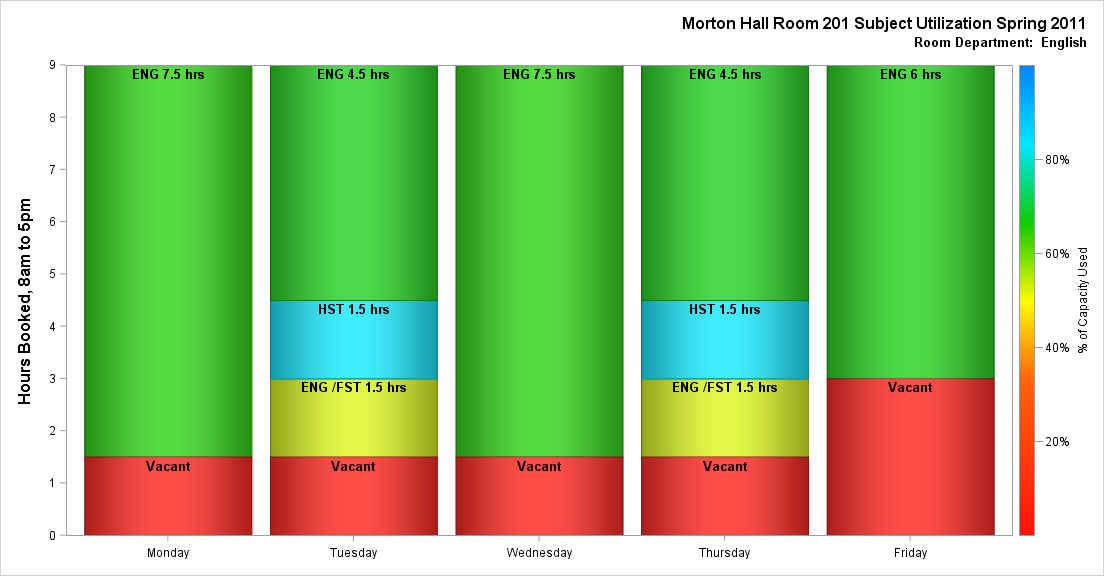 Morton Hall Room 201 Subject Utilization Spring 2011
Room Department: English
Hours Booked, 8am to 5pm
9
8
7
6
5
4
3
2
1
0
ENG 7.5 hrs
Vacant
ENG 4.5 hrs
HST 1.5 hrs
ENG /FST 1.5 hrs
Vacant
ENG 7.5 hrs
Vacant
ENG 4.5 hrs
HST 1.5 hrs
ENG /FST 1.5 hrs
Vacant
ENG 6 hrs
Vacant
Monday
Tuesday
Wednesday
Thursday
Friday
80%
60%
40%
20%
% of Capacity Used